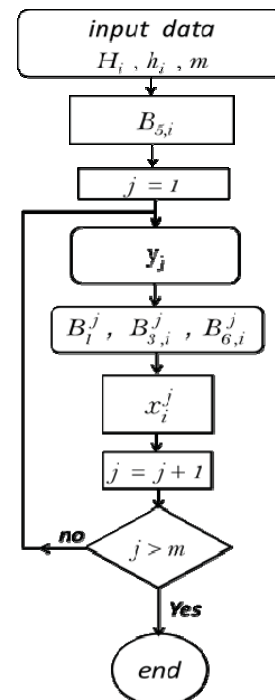 input data
H_i , h_i , m
B_{5,i}
j = 1
y_j
B_1^j , B_{3,i}^j , B_{6,i}^j
x_i^j
j = j + 1
no
j > m
Yes
end